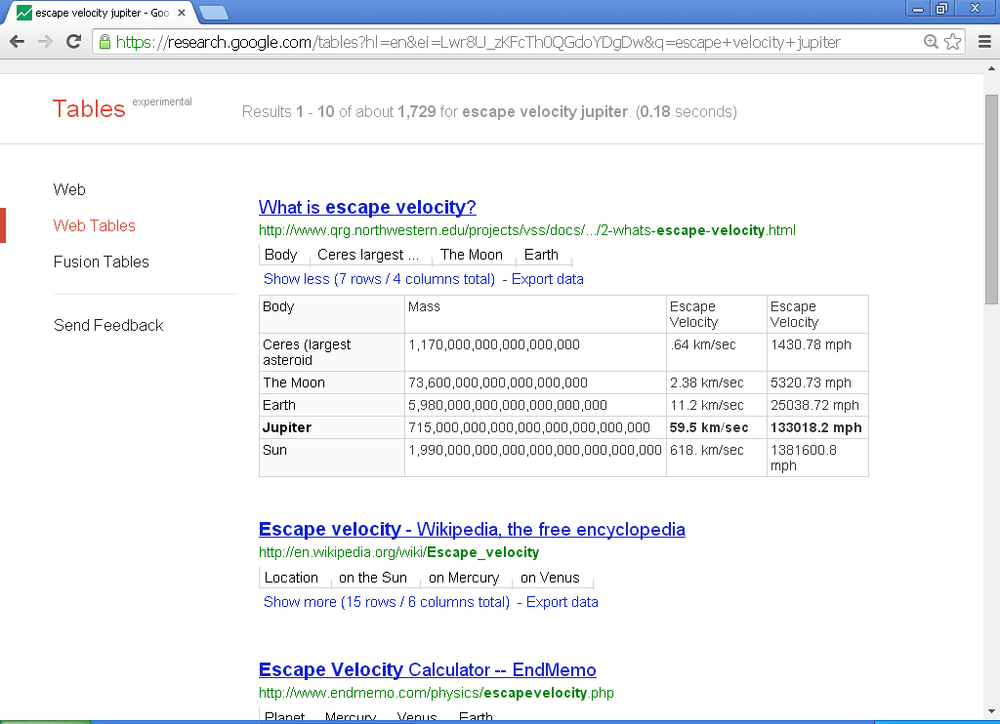 escape velocity jupiter - Goo
https://research.google.com/tables?hl=en&ei=Lwr8U_zKFcTh0QGdoYDgDw&q=escape+velocity+jupiter
Tables experimental
Results 1 - 10 of about 1,729 for escape velocity jupiter. (0.18 seconds)
Web
Web Tables
Fusion Tables
Send Feedback
What is escape velocity?
http://www.qrg.northwestern.edu/projects/vss/docs/.../2-whats-escape-velocity.html
Body Ceres largest ... The Moon Earth
Show less (7 rows / 4 columns total) - Export data
Body Mass Escape Velocity Escape Velocity
Ceres (largest asteroid 1,170,000,000,000,000,000 .64 km/sec 1430.78 mph
The Moon 73,600,000,000,000,000,000 2.38 km/sec 5320.73 mph
Earth 5,980,000,000,000,000,000,000 11.2 km/sec 25038.72 mph
Jupiter 715,000,000,000,000,000,000,000,000 59.5 km/sec 133018.2 mph
Sun 1,990,000,000,000,000,000,000,000,000 618. km/sec 1381600.8 mph
Escape velocity - Wikipedia, the free encyclopedia
http://en.wikipedia.org/wiki/Escape_velocity
Location on the Sun on Mercury on Venus
Show more (15 rows / 6 columns total) - Export data
Escape Velocity Calculator -- EndMemo
http://www.endmemo.com/physics/escapevelocity.php
Planet Mercury Venus Earth